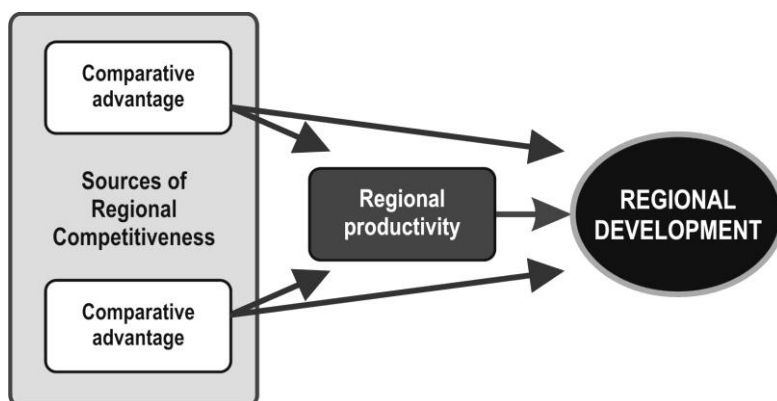 Comparative
advantage
Sources of
Regional
Competitiveness
Comparative
advantage
Regional
productivity
REGIONAL
DEVELOPMENT